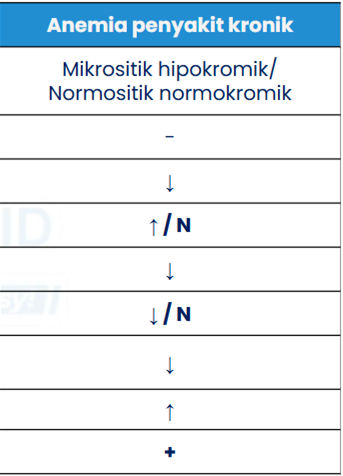 Anemia penyakit kronik
Mikrositik hipokromik/
Normositik normokromik
-
↓
↑/N
↓
↓/N
↓
↑
+